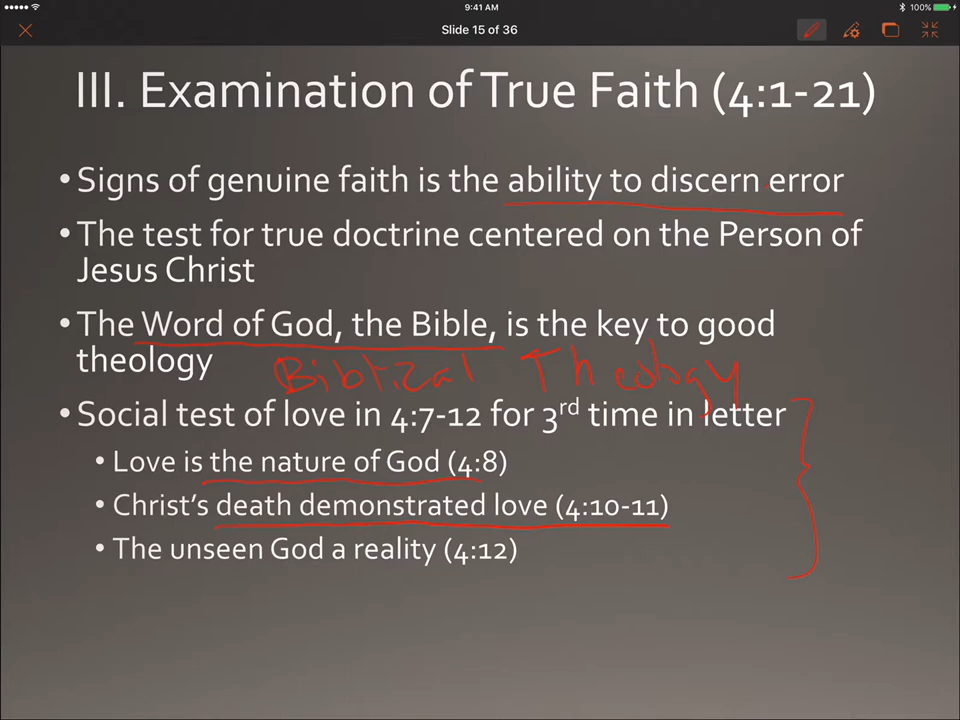 9:41 AM
100%
Slide 15 of 36
III. Examination of True Faith (4:1-21)
• Signs of genuine faith is the ability to discern error
• The test for true doctrine centered on the Person of
Jesus Christ
• The Word of God, the Bible, is the key to good
theology
Biblical Theology
• Social test of love in 4:7-12 for 3rd time in letter
• Love is the nature of God (4:8)
• Christ's death demonstrated love (4:10-11)
• The unseen God a reality (4:12)